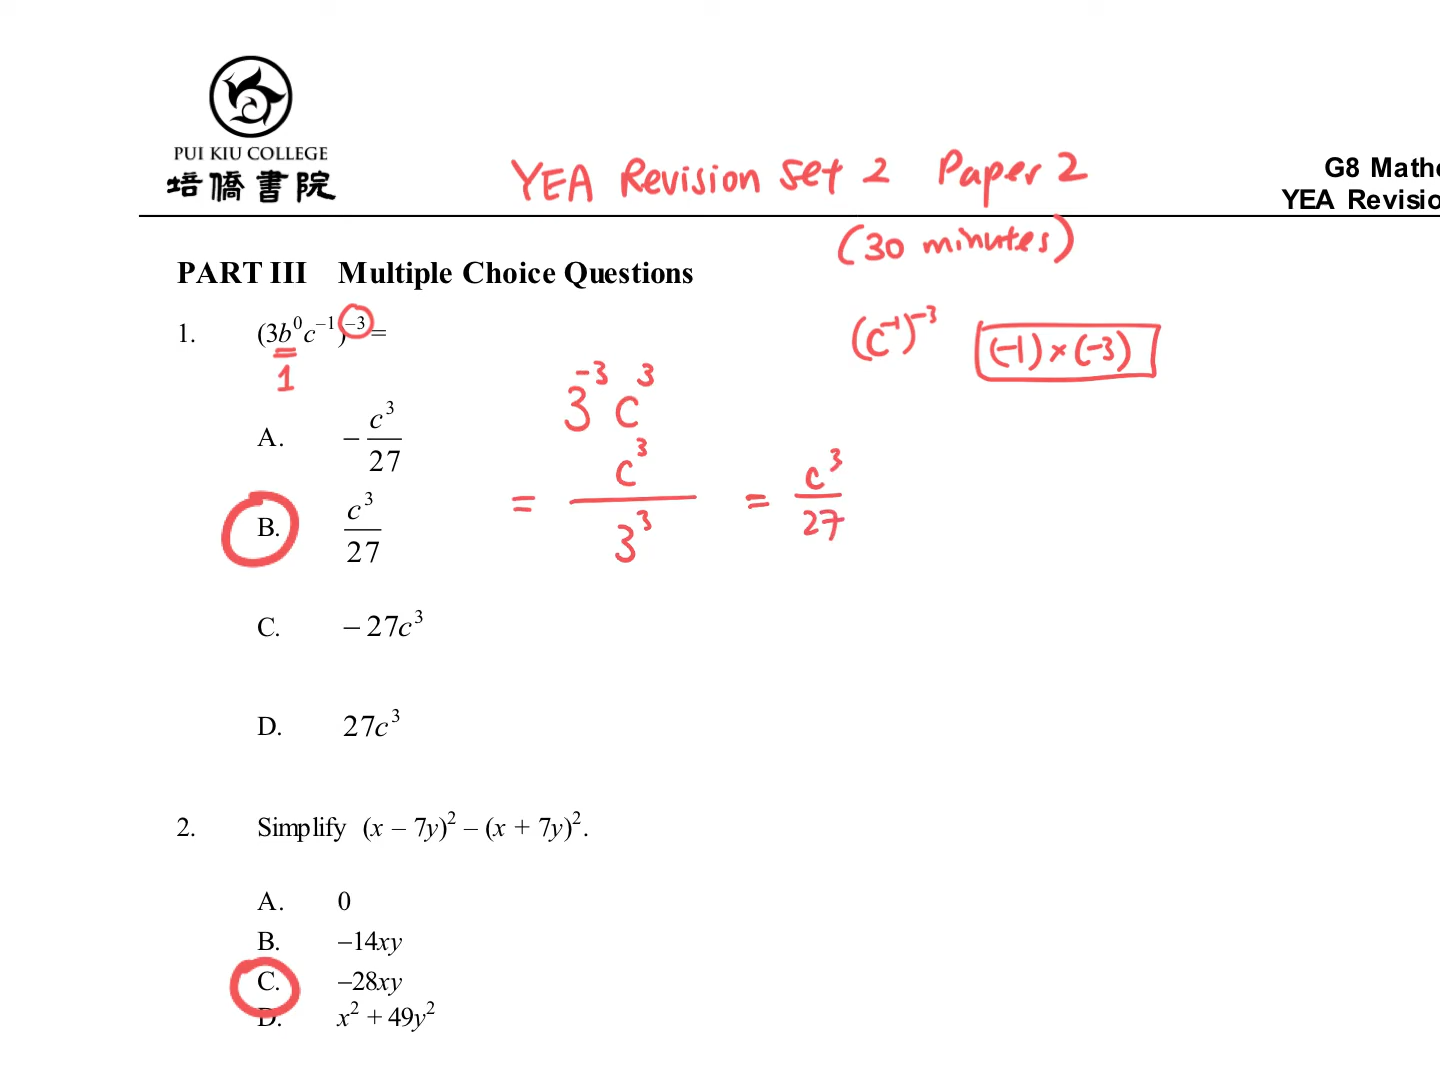 PUI KIU COLLEGE
培僑書院
YEA Revision Set 2 Paper 2
G8 Mathe
YEA Revisio
(30 minutes)
PART III Multiple Choice Questions
1. (3b⁰c⁻¹)⁻³ =
1
(c⁻¹)⁻³ (-1) × (-3)
3⁻³ c³
A. −c³/27
= c³/3³ = c³/27
B. c³/27
C. −27c³
D. 27c³
2. Simplify (x – 7y)² – (x + 7y)².
A. 0
B. –14xy
C. –28xy
D. x² + 49y²